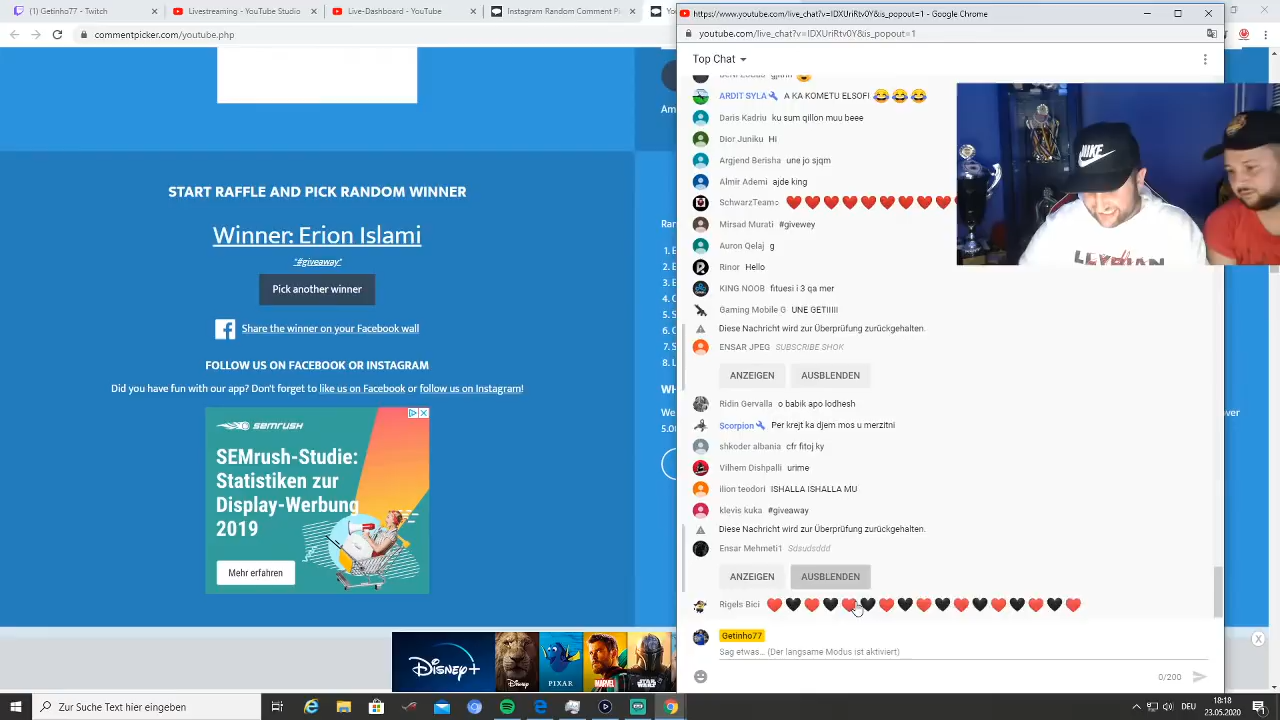 Getinho77 - Twitch
Livestreaming - YouTube Studio
Live-Dashboard - YouTube
Instagram Random Comment Pi
commentpicker.com/youtube.php
START RAFFLE AND PICK RANDOM WINNER
Winner: Erion Islami
"#giveaway"
Pick another winner
Share the winner on your Facebook wall
FOLLOW US ON FACEBOOK OR INSTAGRAM
Did you have fun with our app? Don't forget to like us on Facebook or follow us on Instagram!
SEMRUSH
SEMrush-Studie:
Statistiken zur
Display-Werbung
2019
Mehr erfahren
Disney+
Disney
PIXAR
MARVEL
STAR WARS
https://www.youtube.com/live_chat?v=IDXUriRtv0Y&is_popout=1 - Google Chrome
youtube.com/live_chat?v=IDXUriRtv0Y&is_popout=1
Top Chat
ARDIT SYLA A KA KOMETU ELSOFI 😂😂😂
Daris Kadriu ku sum qillon muu beee
Dior Juniku Hi
Argjend Berisha une jo sjqm
Almir Ademi ajde king
SchwarzTeam ❤❤❤❤❤❤❤❤❤
Mirsad Murati #givewey
Auron Qelaj g
Rinor Hello
KING NOOB fituesi i 3 qa mer
Gaming Mobile G UNE GETIIIII
Diese Nachricht wird zur Überprüfung zurückgehalten.
ENSAR JPEG SUBSCRIBE SHOK
ANZEIGEN AUSBLENDEN
Ridin Gervalla o babik apo lodhesh
Scorpion Per krejt ka djem mos u merzitni
shkoder albania cfr fitoj ky
Vilhem Dishpalli urime
ilion teodori ISHALLA ISHALLA MU
klevis kuka #giveaway
Diese Nachricht wird zur Überprüfung zurückgehalten.
Ensar Mehmeti1 Sdsudsddd
ANZEIGEN AUSBLENDEN
Rigels Bici ❤🖤❤🖤❤🖤❤🖤❤🖤❤🖤❤🖤❤🖤❤
Getinho77
Sag etwas... (Der langsame Modus ist aktiviert)
0/200
NIKE
Zur Suche Text hier eingeben
DEU
18:18
23.05.2020